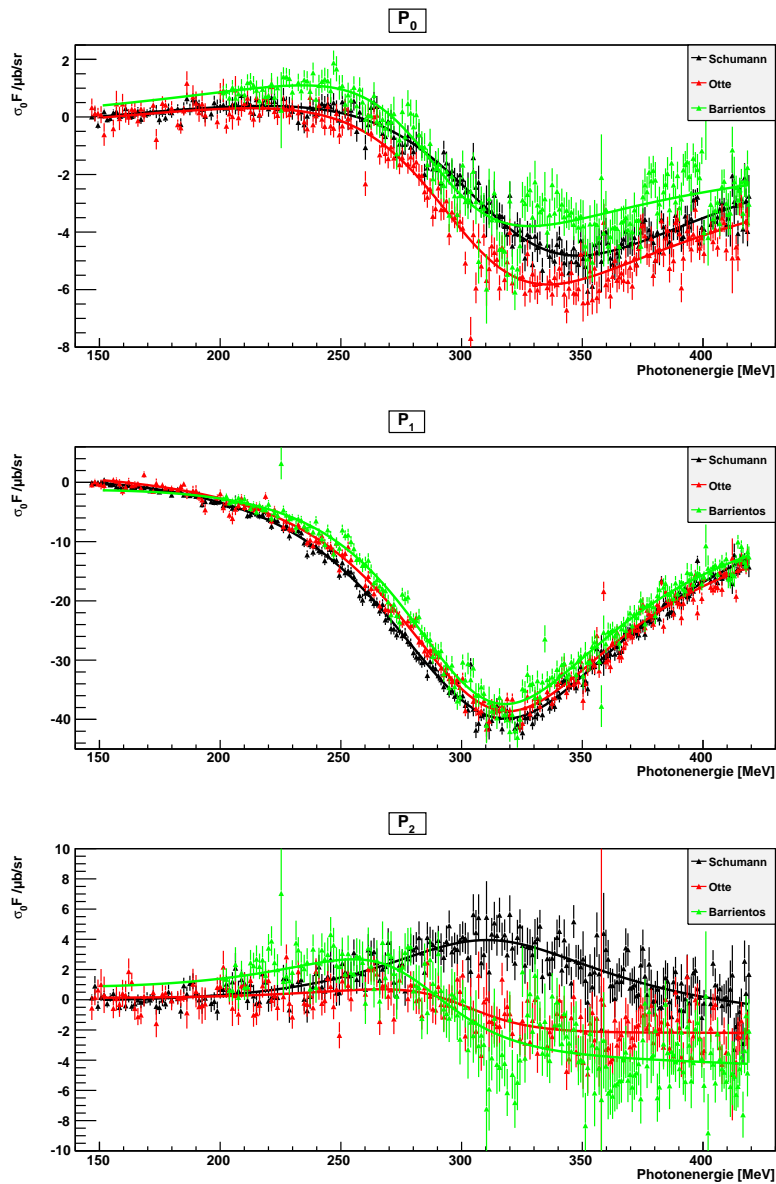 P0
σ0F /μb/sr
2
0
-2
-4
-6
-8
Schumann
Otte
Barrientos
150 200 250 300 350 400
Photonenergie [MeV]
P1
σ0F /μb/sr
0
-10
-20
-30
-40
Schumann
Otte
Barrientos
150 200 250 300 350 400
Photonenergie [MeV]
P2
σ0F /μb/sr
10
8
6
4
2
0
-2
-4
-6
-8
-10
Schumann
Otte
Barrientos
150 200 250 300 350 400
Photonenergie [MeV]